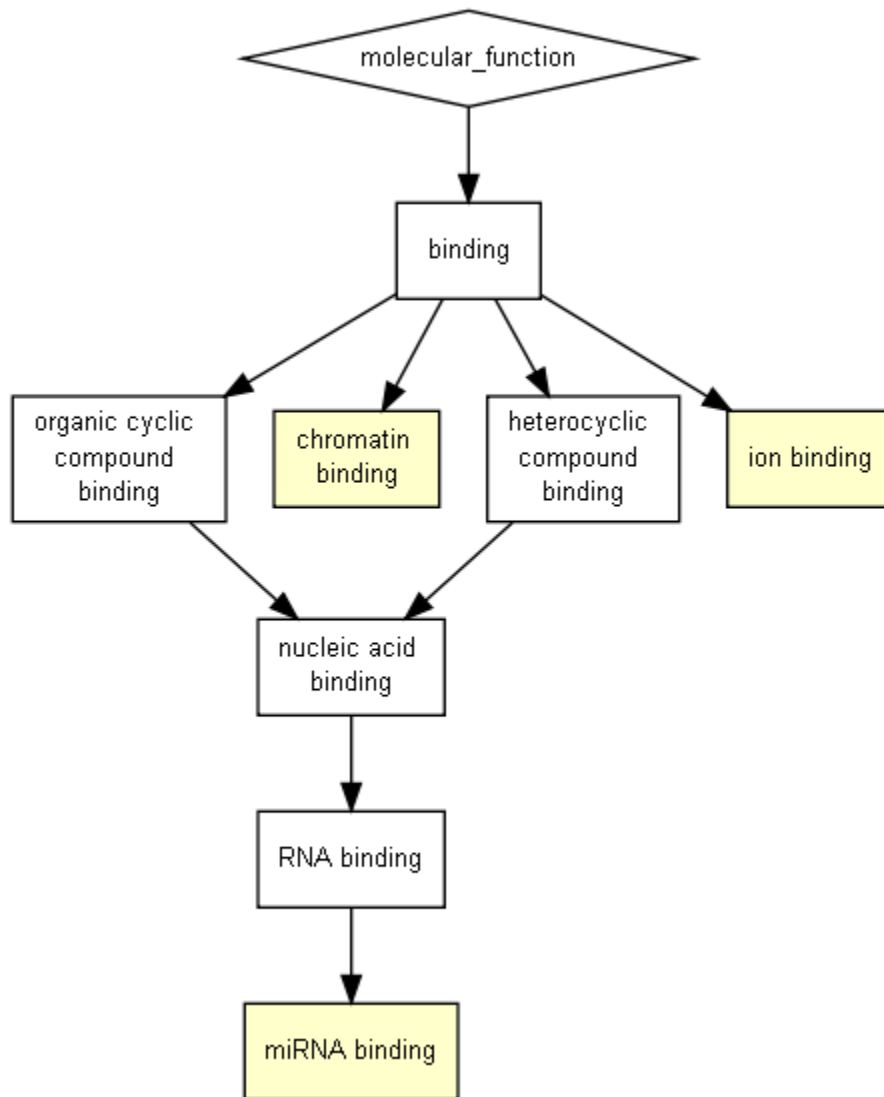 molecular_function
binding
organic cyclic
compound
binding
chromatin
binding
heterocyclic
compound
binding
ion binding
nucleic acid
binding
RNA binding
miRNA binding